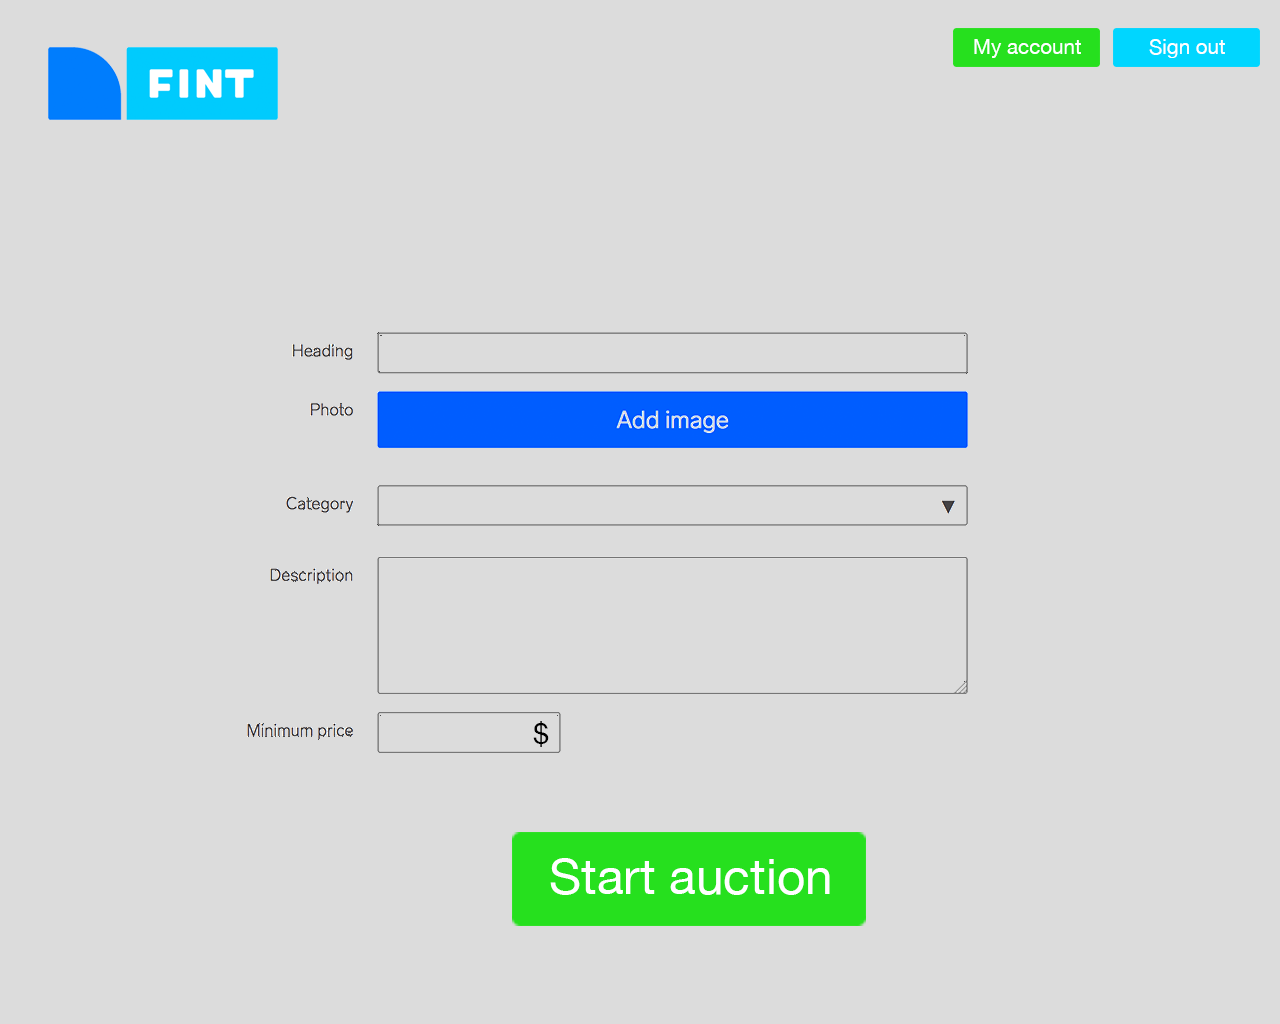 My account Sign out
FINT
Heading
Photo Add image
Category ▼
Description
Minimum price $
Start auction